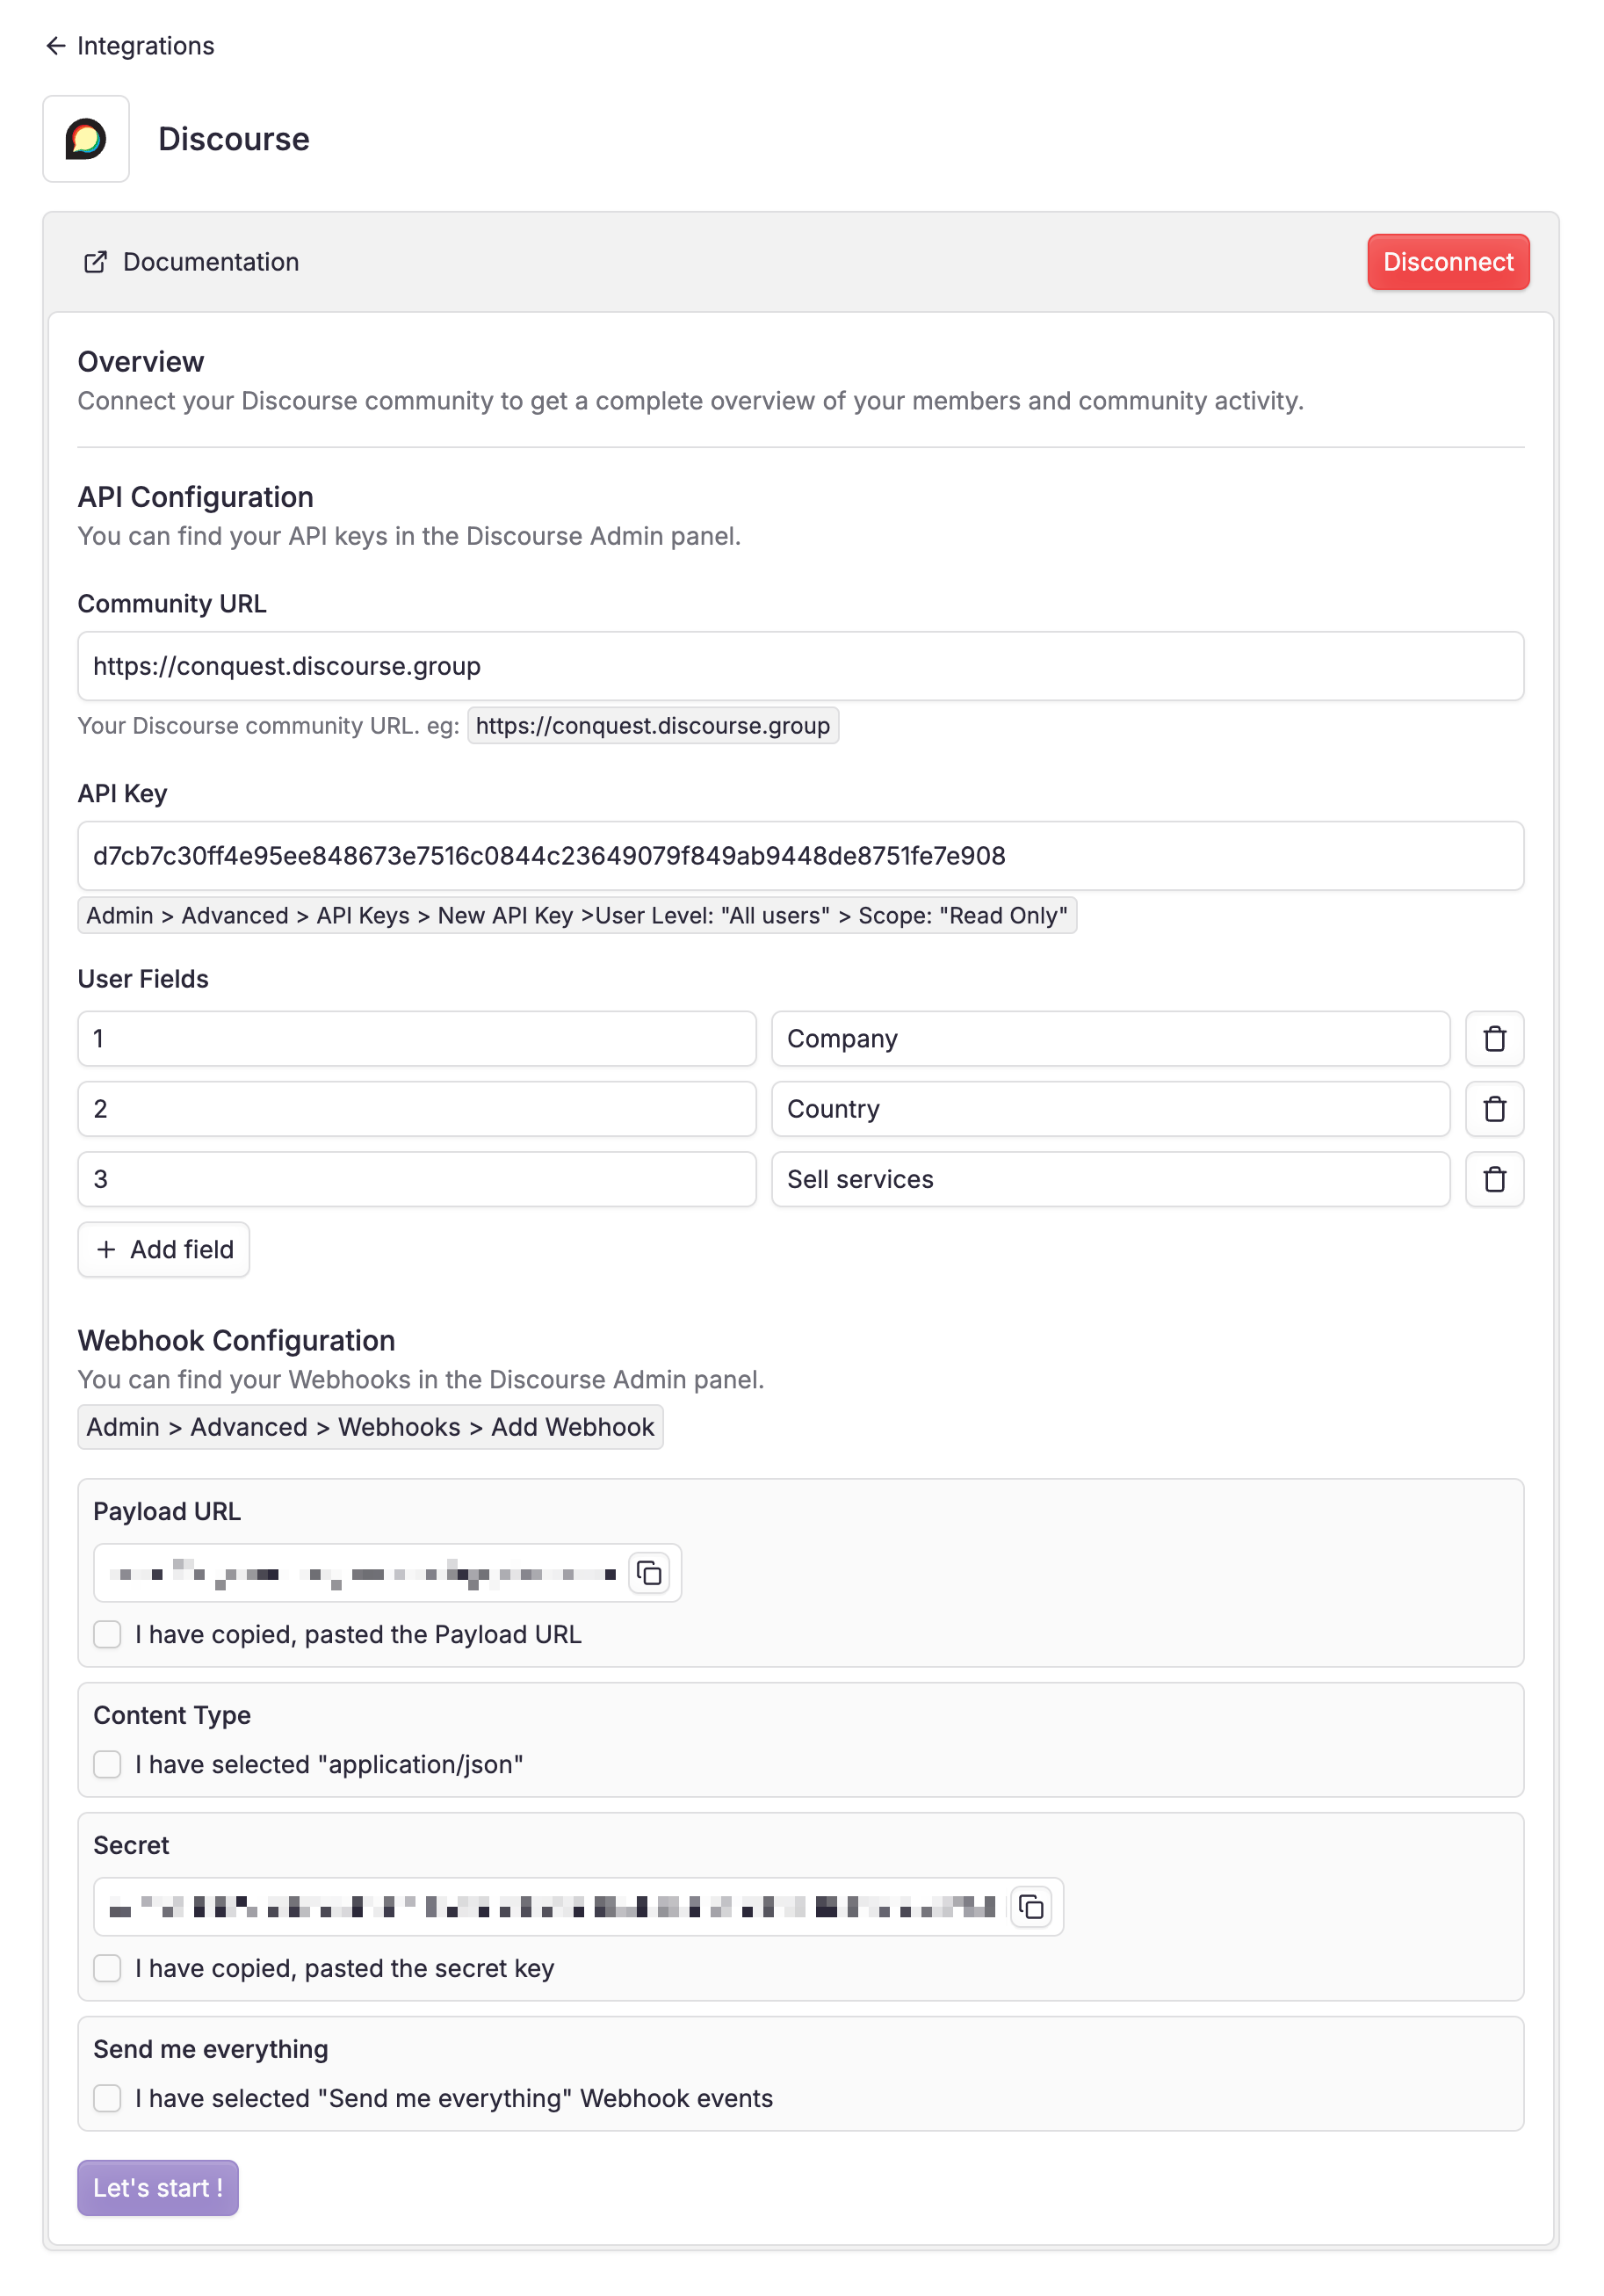 Integrations
Discourse
Documentation
Disconnect
Overview
Connect your Discourse community to get a complete overview of your members and community activity.
API Configuration
You can find your API keys in the Discourse Admin panel.
Community URL
https://conquest.discourse.group
Your Discourse community URL. eg: https://conquest.discourse.group
API Key
d7cb7c30ff4e95ee848673e7516c0844c23649079f849ab9448de8751fe7e908
Admin > Advanced > API Keys > New API Key >User Level: "All users" > Scope: "Read Only"
User Fields
1 Company
2 Country
3 Sell services
Add field
Webhook Configuration
You can find your Webhooks in the Discourse Admin panel.
Admin > Advanced > Webhooks > Add Webhook
Payload URL
I have copied, pasted the Payload URL
Content Type
I have selected "application/json"
Secret
I have copied, pasted the secret key
Send me everything
I have selected "Send me everything" Webhook events
Let's start !